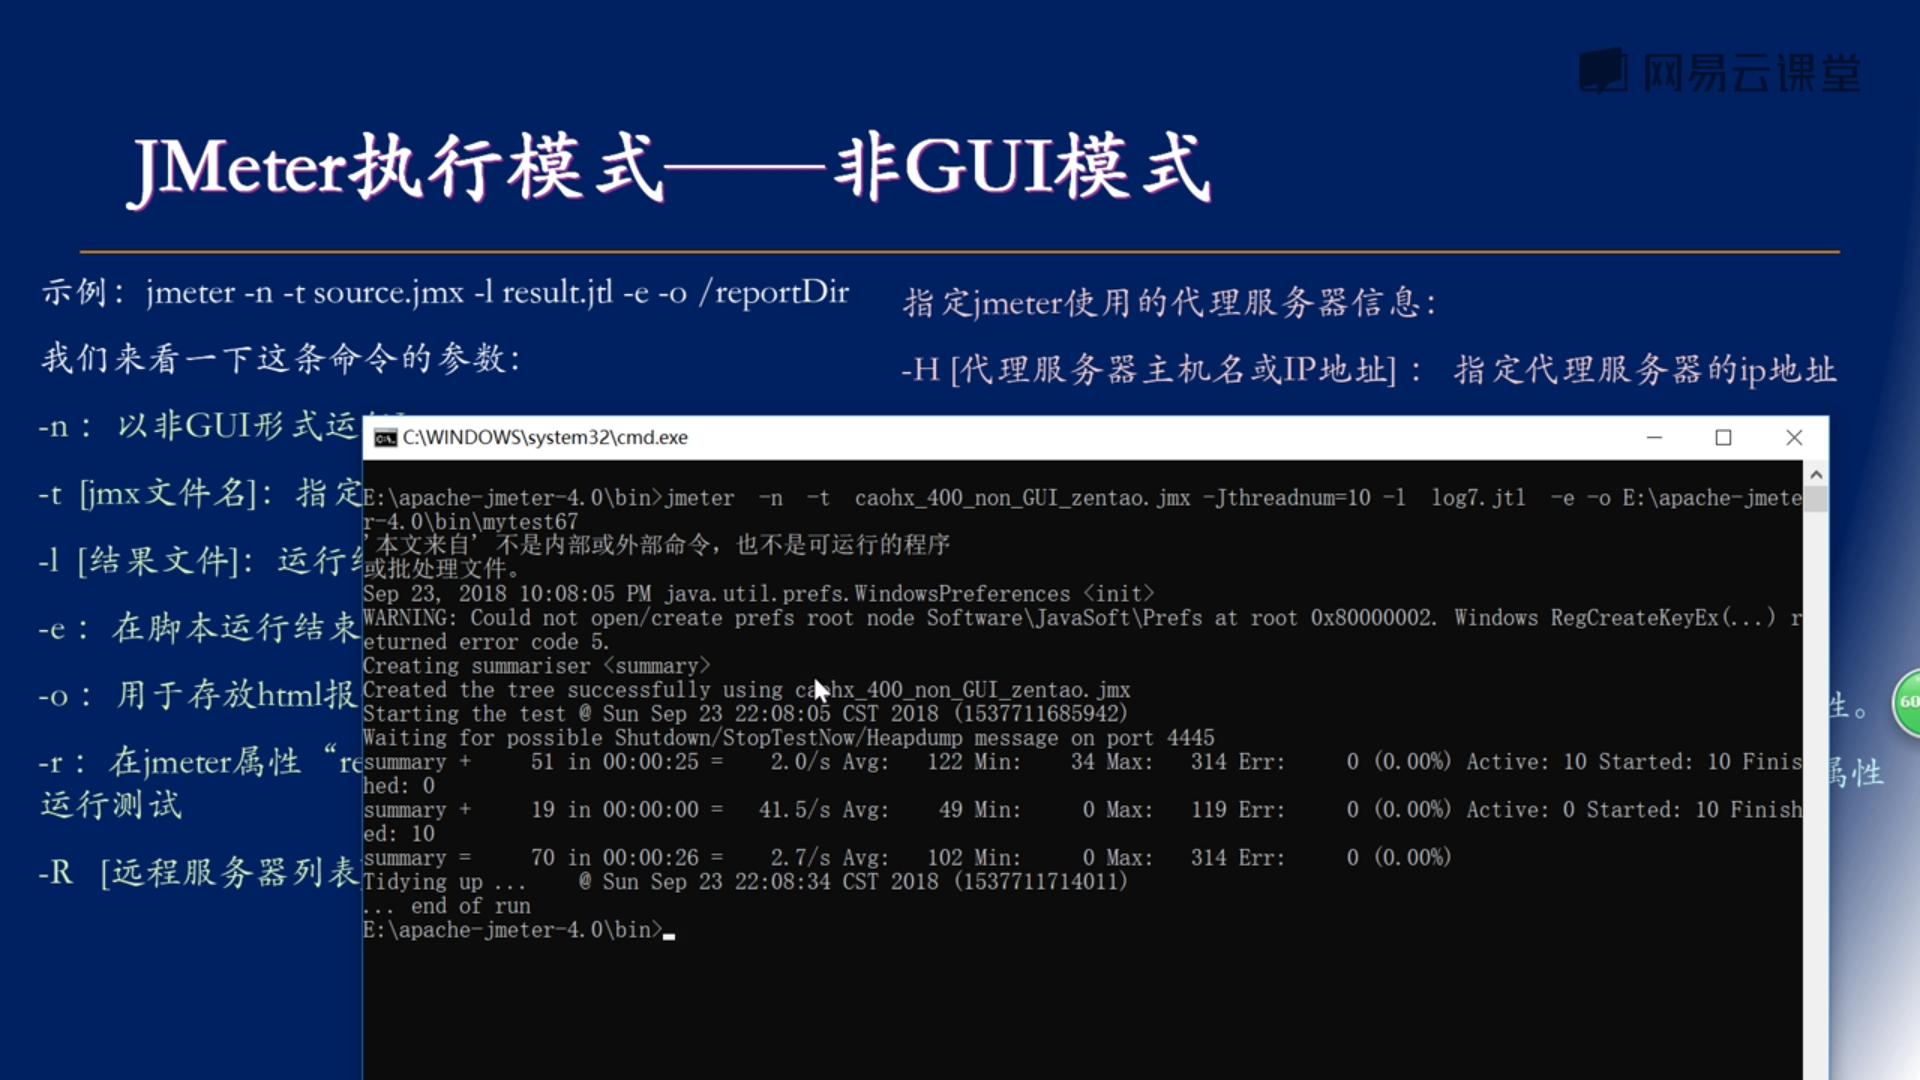 网易云课堂
JMeter执行模式——非GUI模式
示例：jmeter -n -t source.jmx -l result.jtl -e -o /reportDir
我们来看一下这条命令的参数：
-n： 以非GUI形式运
-t [jmx文件名]：指定
-l [结果文件]：运行
-e： 在脚本运行结束
-o： 用于存放html报
-r： 在jmeter属性“re
运行测试
-R [远程服务器列表
指定jmeter使用的代理服务器信息：
-H [代理服务器主机名或IP地址]： 指定代理服务器的ip地址
性。
属性
60
C:\WINDOWS\system32\cmd.exe
E:\apache-jmeter-4.0\bin>jmeter  -n  -t  caohx_400_non_GUI_zentao.jmx -Jthreadnum=10 -l  log7.jtl  -e -o E:\apache-jmete
r-4.0\bin\mytest67
'本文来自' 不是内部或外部命令，也不是可运行的程序
或批处理文件。
Sep 23, 2018 10:08:05 PM java.util.prefs.WindowsPreferences <init>
WARNING: Could not open/create prefs root node Software\JavaSoft\Prefs at root 0x80000002. Windows RegCreateKeyEx(...) r
eturned error code 5.
Creating summariser <summary>
Created the tree successfully using caohx_400_non_GUI_zentao.jmx
Starting the test @ Sun Sep 23 22:08:05 CST 2018 (1537711685942)
Waiting for possible Shutdown/StopTestNow/Heapdump message on port 4445
summary +     51 in 00:00:25 =    2.0/s Avg:   122 Min:    34 Max:   314 Err:     0 (0.00%) Active: 10 Started: 10 Finis
hed: 0
summary +     19 in 00:00:00 =   41.5/s Avg:    49 Min:     0 Max:   119 Err:     0 (0.00%) Active: 0 Started: 10 Finish
ed: 10
summary =     70 in 00:00:26 =    2.7/s Avg:   102 Min:     0 Max:   314 Err:     0 (0.00%)
Tidying up ...    @ Sun Sep 23 22:08:34 CST 2018 (1537711714011)
... end of run
E:\apache-jmeter-4.0\bin>